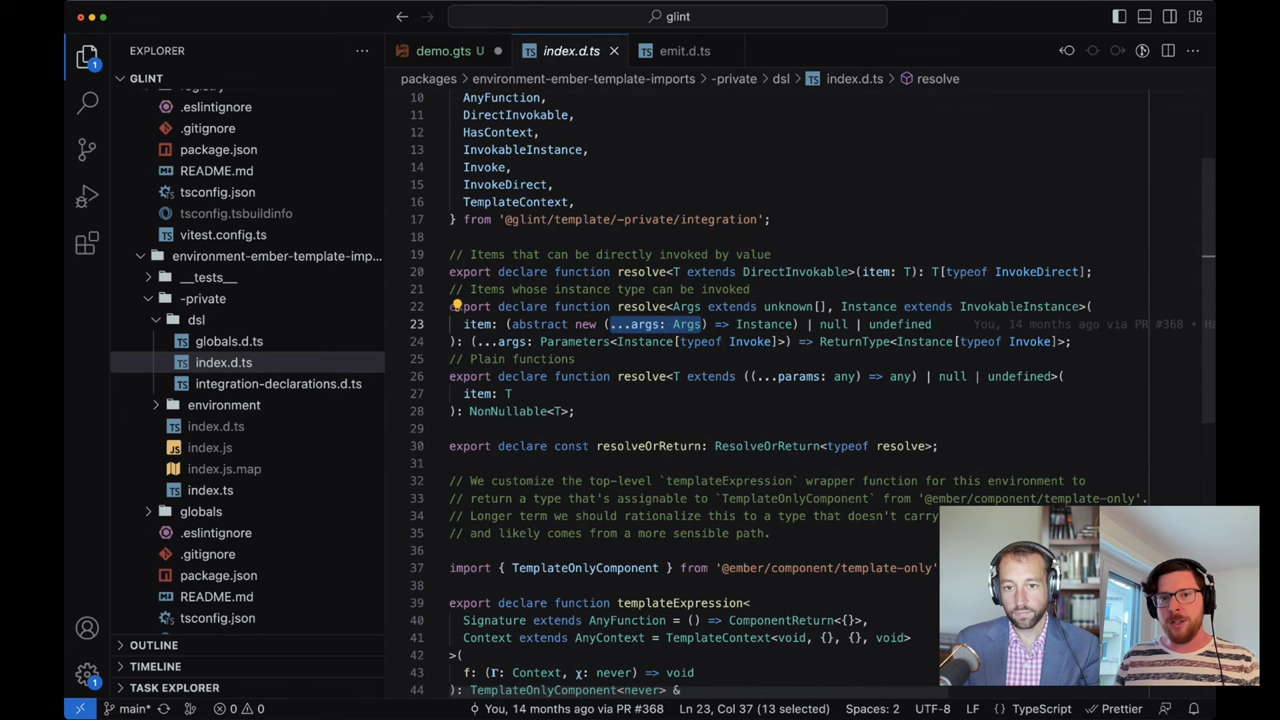 glint
EXPLORER
GLINT
.eslintignore
.gitignore
package.json
README.md
tsconfig.json
tsconfig.tsbuildinfo
vitest.config.ts
environment-ember-template-imp...
__tests__
-private
dsl
globals.d.ts
index.d.ts
integration-declarations.d.ts
environment
index.d.ts
index.js
index.js.map
index.ts
globals
.eslintignore
.gitignore
package.json
README.md
tsconfig.json
OUTLINE
TIMELINE
TASK EXPLORER
demo.gts U
index.d.ts
emit.d.ts
packages > environment-ember-template-imports > -private > dsl > index.d.ts > resolve
10 AnyFunction,
11 DirectInvokable,
12 HasContext,
13 InvokableInstance,
14 Invoke,
15 InvokeDirect,
16 TemplateContext,
17 } from '@glint/template/-private/integration';
18
19 // Items that can be directly invoked by value
20 export declare function resolve<T extends DirectInvokable>(item: T): T[typeof InvokeDirect];
21 // Items whose instance type can be invoked
22 export declare function resolve<Args extends unknown[], Instance extends InvokableInstance>(
23 item: (abstract new (...args: Args) => Instance) | null | undefined You, 14 months ago via PR #368 •
24 ): (...args: Parameters<Instance[typeof Invoke]>) => ReturnType<Instance[typeof Invoke]>;
25 // Plain functions
26 export declare function resolve<T extends ((...params: any) => any) | null | undefined>(
27 item: T
28 ): NonNullable<T>;
29
30 export declare const resolveOrReturn: ResolveOrReturn<typeof resolve>;
31
32 // We customize the top-level `templateExpression` wrapper function for this environment to
33 // return a type that's assignable to `TemplateOnlyComponent` from '@ember/component/template-only'.
34 // Longer term we should rationalize this to a type that doesn't carry
35 // and likely comes from a more sensible path.
36
37 import { TemplateOnlyComponent } from '@ember/component/template-only'
38
39 export declare function templateExpression<
40 Signature extends AnyFunction = () => ComponentReturn<{}>,
41 Context extends AnyContext = TemplateContext<void, {}, {}, void>
42 >(
43 f: (Γ: Context, χ: never) => void
44 ): TemplateOnlyComponent<never> &
1
1
main*
0 0
You, 14 months ago via PR #368
Ln 23, Col 37 (13 selected)
Spaces: 2
UTF-8
LF
{} TypeScript
Prettier